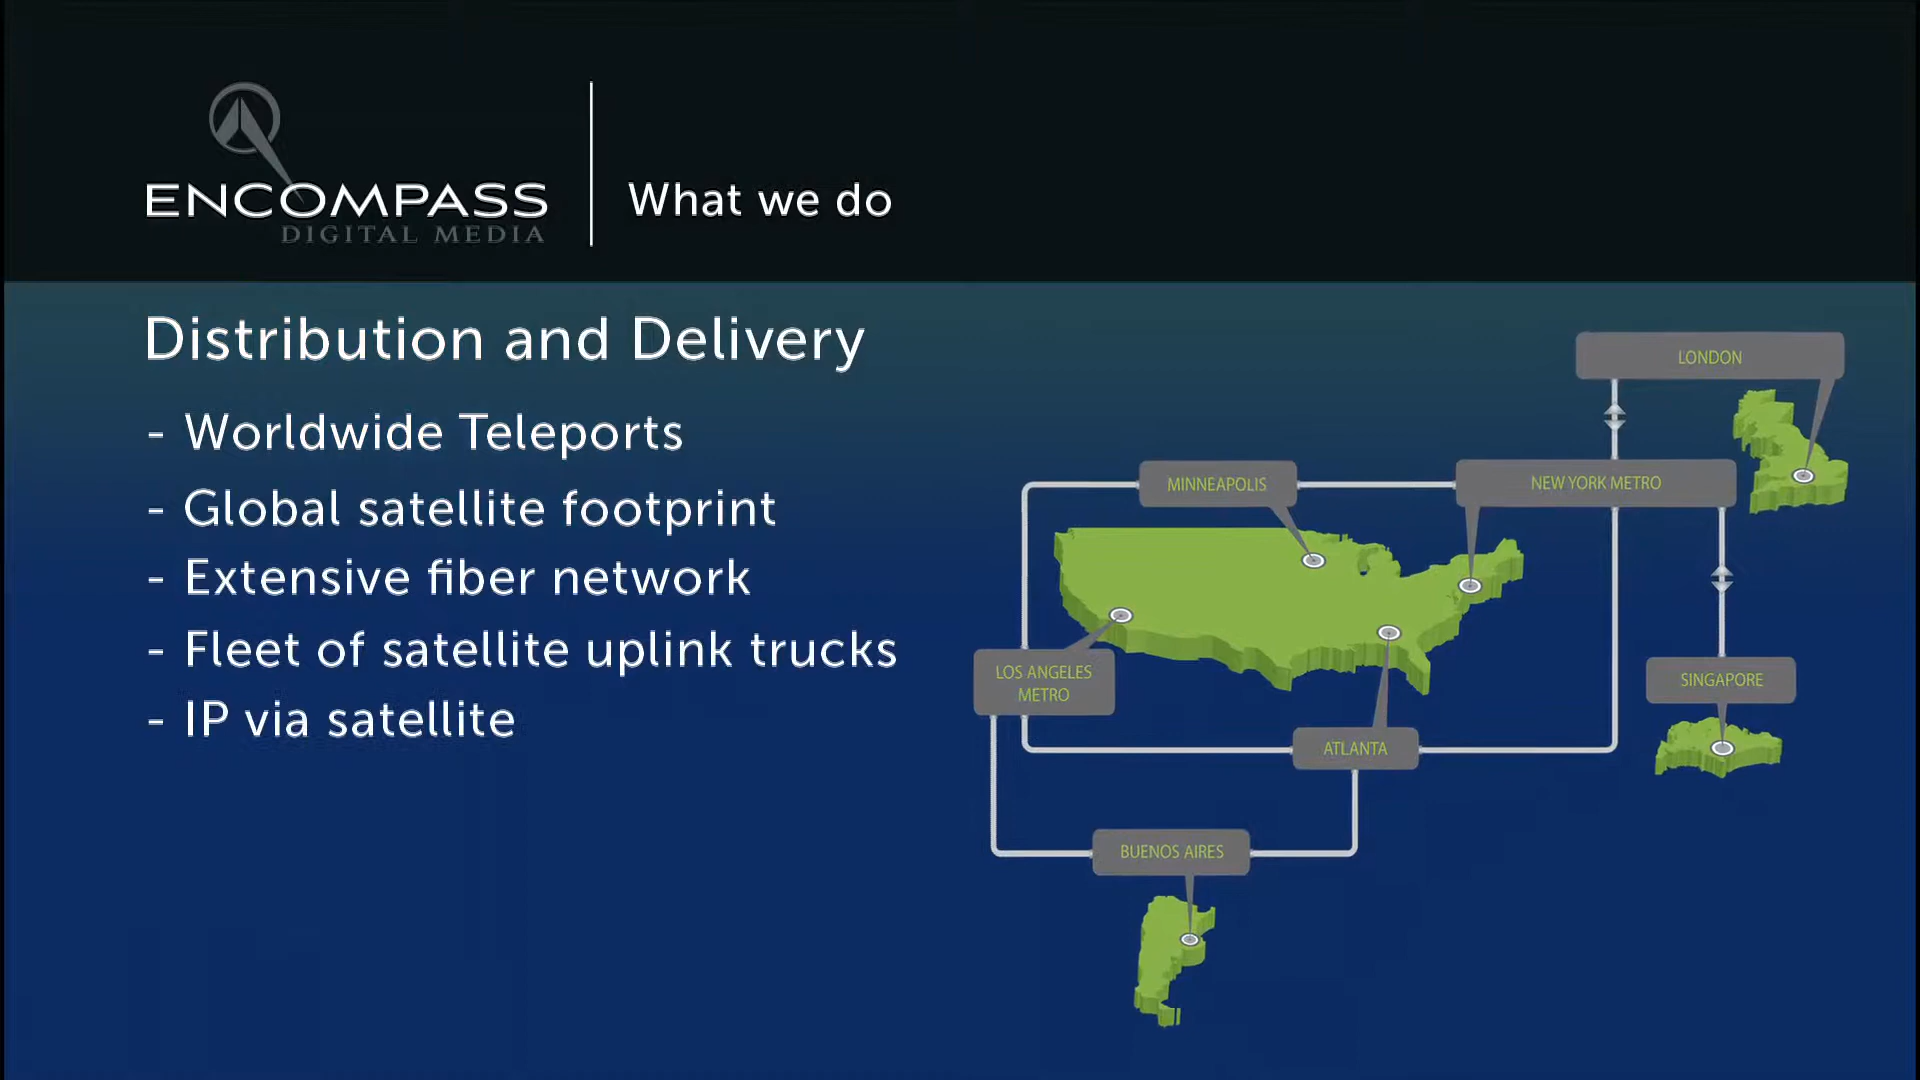 ENCOMPASS
DIGITAL MEDIA
What we do
Distribution and Delivery
- Worldwide Teleports
- Global satellite footprint
- Extensive fiber network
- Fleet of satellite uplink trucks
- IP via satellite
LONDON
MINNEAPOLIS
NEW YORK METRO
LOS ANGELES
METRO
SINGAPORE
ATLANTA
BUENOS AIRES